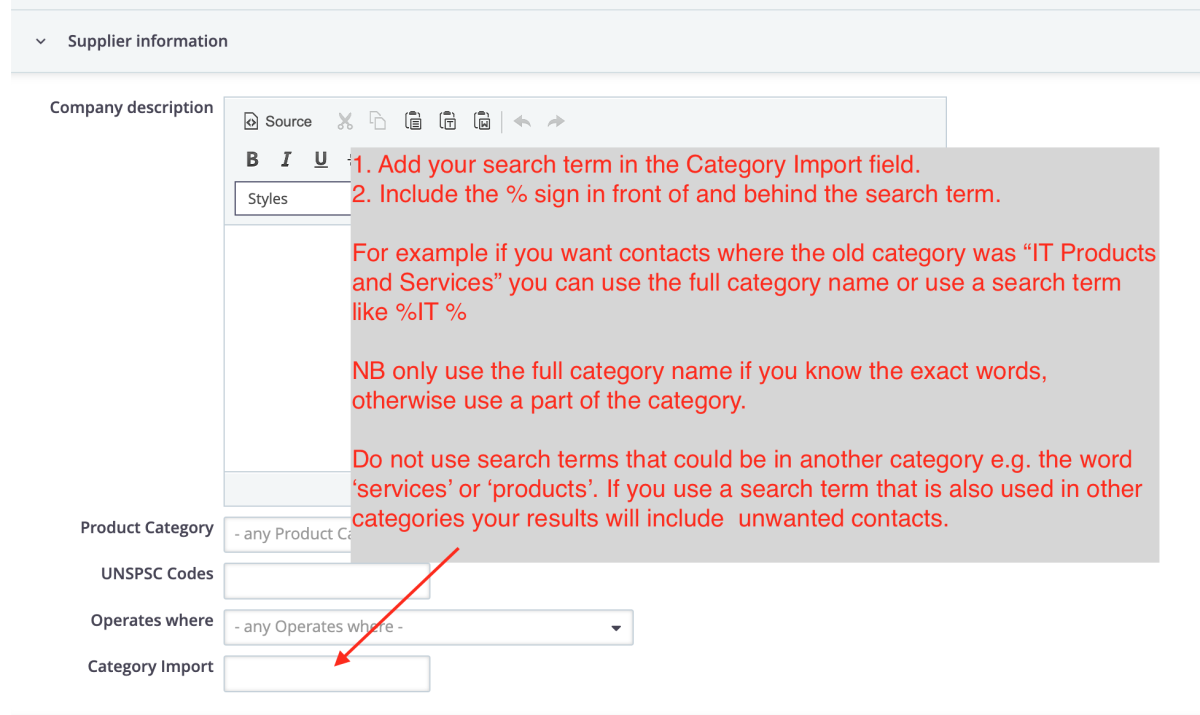 Supplier information
Company description
Source
B I U
Styles
1. Add your search term in the Category Import field.
2. Include the % sign in front of and behind the search term.
For example if you want contacts where the old category was “IT Products
and Services” you can use the full category name or use a search term
like %IT %
NB only use the full category name if you know the exact words,
otherwise use a part of the category.
Do not use search terms that could be in another category e.g. the word
‘services’ or ‘products’. If you use a search term that is also used in other
categories your results will include  unwanted contacts.
Product Category
- any Product
UNSPSC Codes
Operates where
- any Operates where -
Category Import